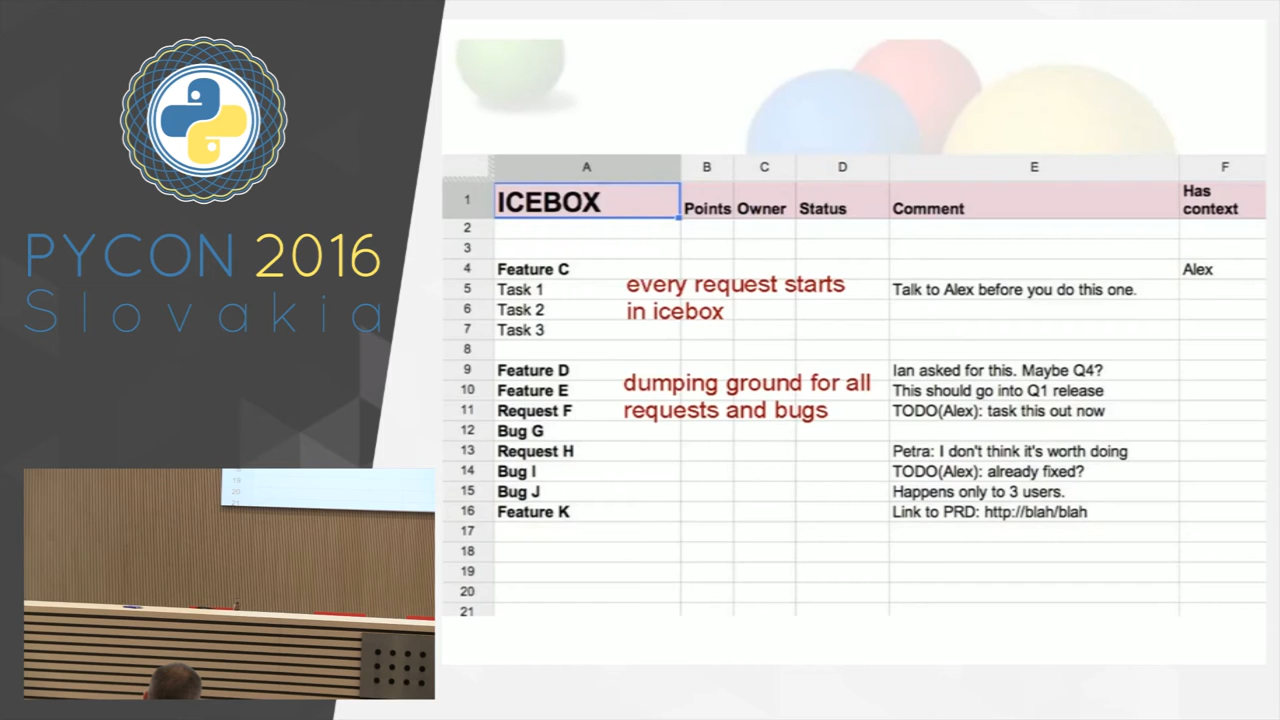 PYCON 2016
Slovakia
A B C D E F
1 ICEBOX Points Owner Status Comment Has context
2
3
4 Feature C Alex
5 Task 1 Talk to Alex before you do this one.
6 Task 2
7 Task 3
every request starts
in icebox
8
9 Feature D Ian asked for this. Maybe Q4?
10 Feature E This should go into Q1 release
11 Request F TODO(Alex): task this out now
dumping ground for all
requests and bugs
12 Bug G
13 Request H Petra: I don't think it's worth doing
14 Bug I TODO(Alex): already fixed?
15 Bug J Happens only to 3 users.
16 Feature K Link to PRD: http://blah/blah
17
18
19
20
21
19
20
21